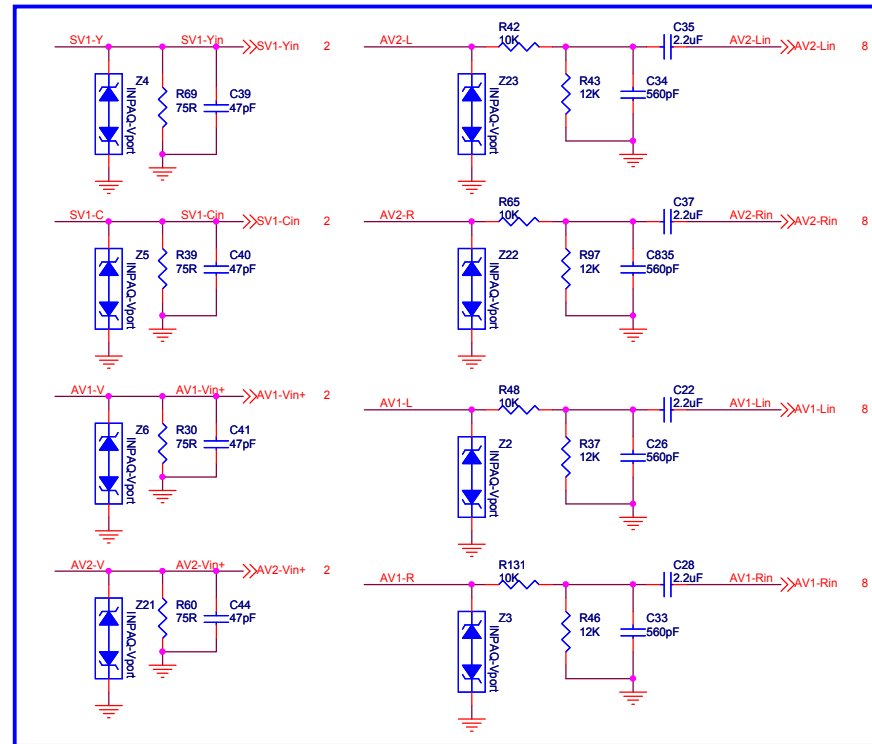 SV1-Y SV1-Yin SV1-Yin 2
Z4
INPAQ-Vport
R69
75R
C39
47pF
AV2-L
R42
10K
C35
2.2uF
AV2-Lin AV2-Lin 8
Z23
INPAQ-Vport
R43
12K
C34
560pF
SV1-C SV1-Cin SV1-Cin 2
Z5
INPAQ-Vport
R39
75R
C40
47pF
AV2-R
R65
10K
C37
2.2uF
AV2-Rin AV2-Rin 8
Z22
INPAQ-Vport
R97
12K
C835
560pF
AV1-V AV1-Vin+ AV1-Vin+ 2
Z6
INPAQ-Vport
R30
75R
C41
47pF
AV1-L
R48
10K
C22
2.2uF
AV1-Lin AV1-Lin 8
Z2
INPAQ-Vport
R37
12K
C26
560pF
AV2-V AV2-Vin+ AV2-Vin+ 2
Z21
INPAQ-Vport
R60
75R
C44
47pF
AV1-R
R131
10K
C28
2.2uF
AV1-Rin AV1-Rin 8
Z3
INPAQ-Vport
R46
12K
C33
560pF